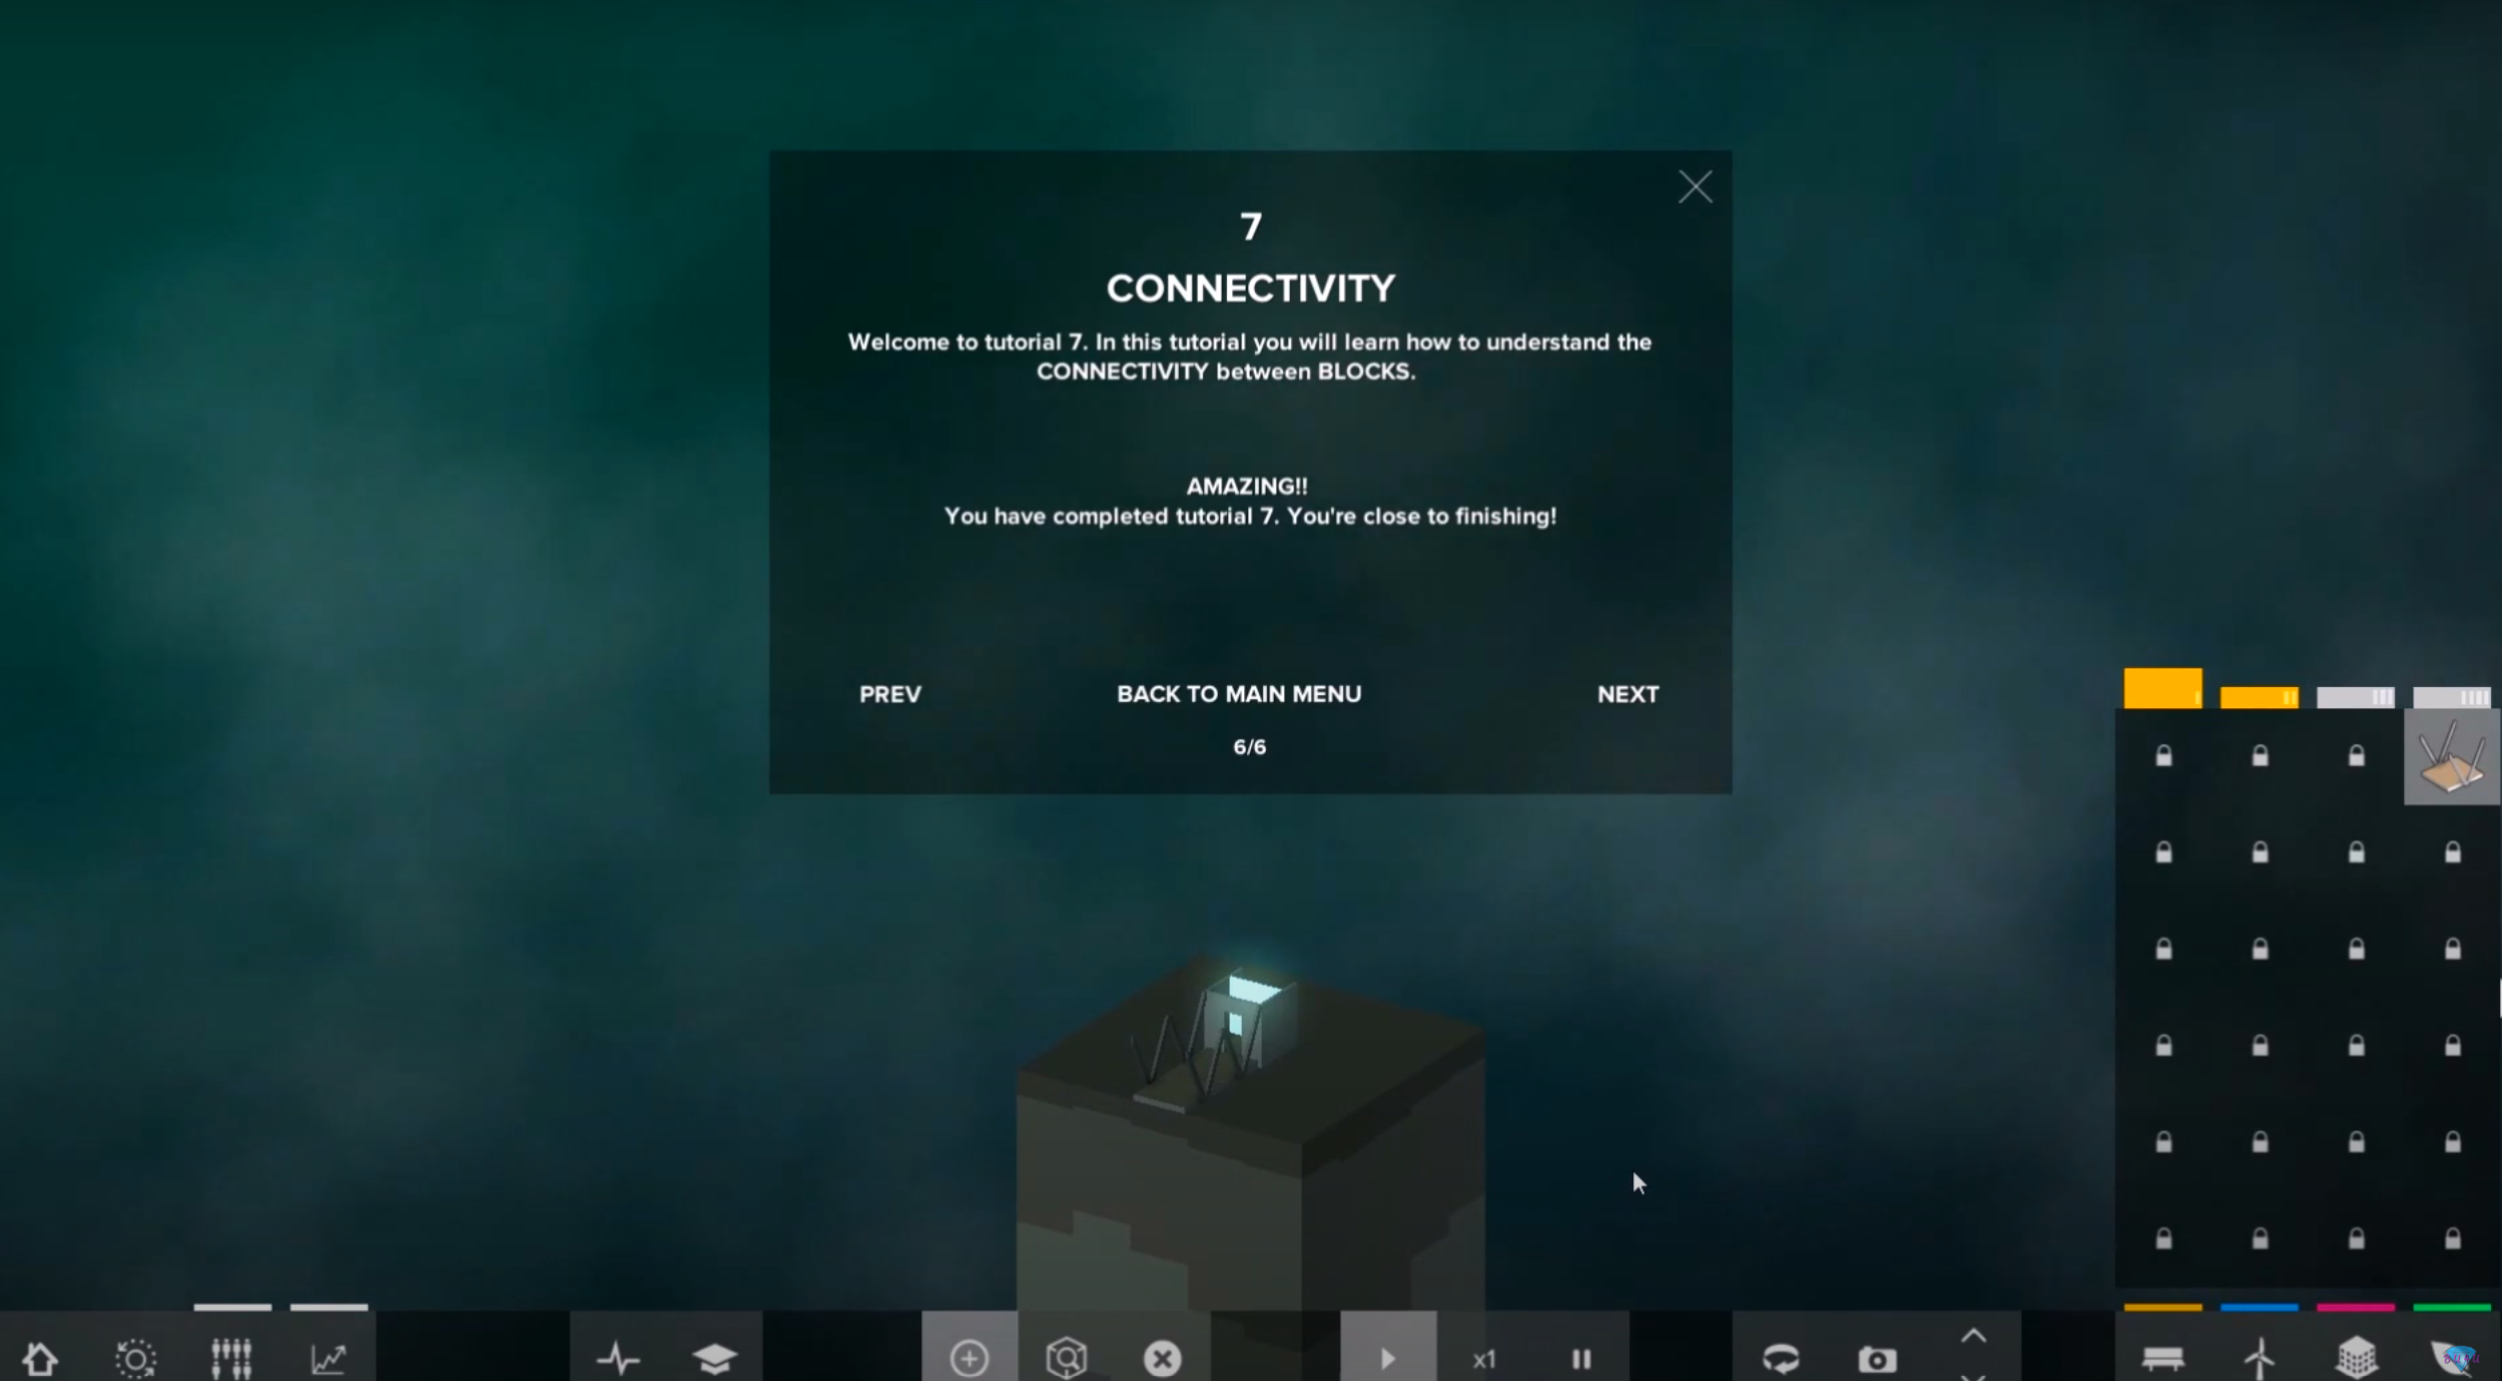 7
CONNECTIVITY
Welcome to tutorial 7. In this tutorial you will learn how to understand the
CONNECTIVITY between BLOCKS.
AMAZING!!
You have completed tutorial 7. You're close to finishing!
PREV
BACK TO MAIN MENU
NEXT
6/6
x1